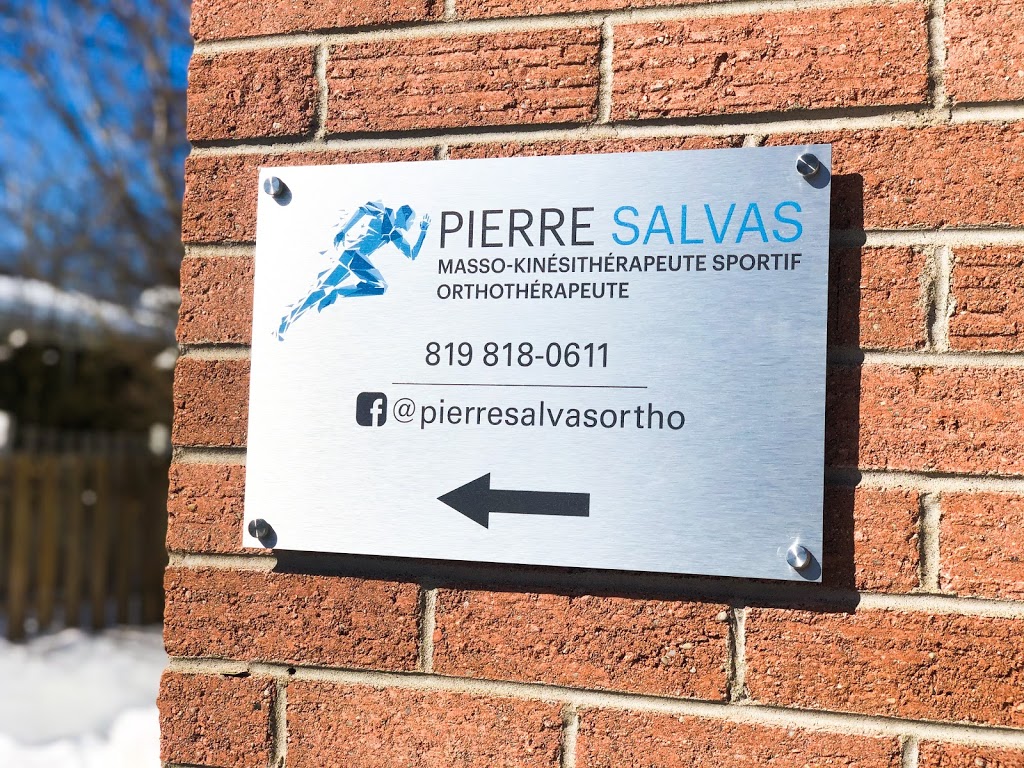 PIERRE SALVAS
MASSO-KINÉSITHÉRAPEUTE SPORTIF
ORTHOTHÉRAPEUTE
819 818-0611
@pierresalvasortho